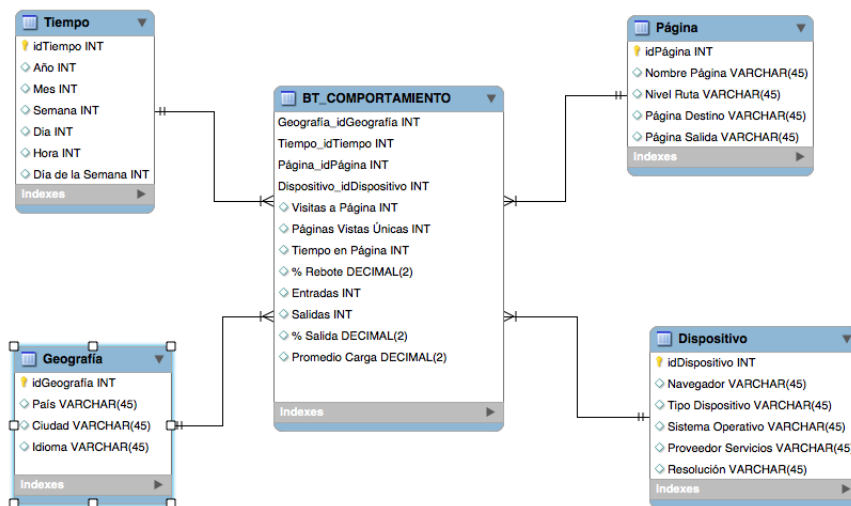 Tiempo
idTiempo INT
Año INT
Mes INT
Semana INT
Dia INT
Hora INT
Día de la Semana INT
Indexes
BT_COMPORTAMIENTO
Geografía_idGeografía INT
Tiempo_idTiempo INT
Página_idPágina INT
Dispositivo_idDispositivo INT
Visitas a Página INT
Páginas Vistas Únicas INT
Tiempo en Página INT
% Rebote DECIMAL(2)
Entradas INT
Salidas INT
% Salida DECIMAL(2)
Promedio Carga DECIMAL(2)
Indexes
Página
idPágina INT
Nombre Página VARCHAR(45)
Nivel Ruta VARCHAR(45)
Página Destino VARCHAR(45)
Página Salida VARCHAR(45)
Indexes
Geografía
idGeografía INT
País VARCHAR(45)
Ciudad VARCHAR(45)
Idioma VARCHAR(45)
Indexes
Dispositivo
idDispositivo INT
Navegador VARCHAR(45)
Tipo Dispositivo VARCHAR(45)
Sistema Operativo VARCHAR(45)
Proveedor Servicios VARCHAR(45)
Resolución VARCHAR(45)
Indexes